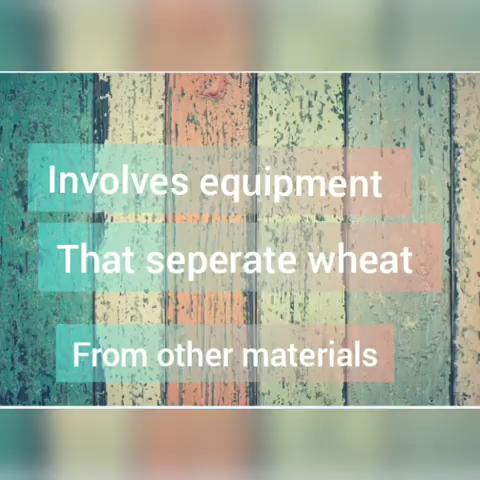 Involves equipment
That seperate wheat
From other materials